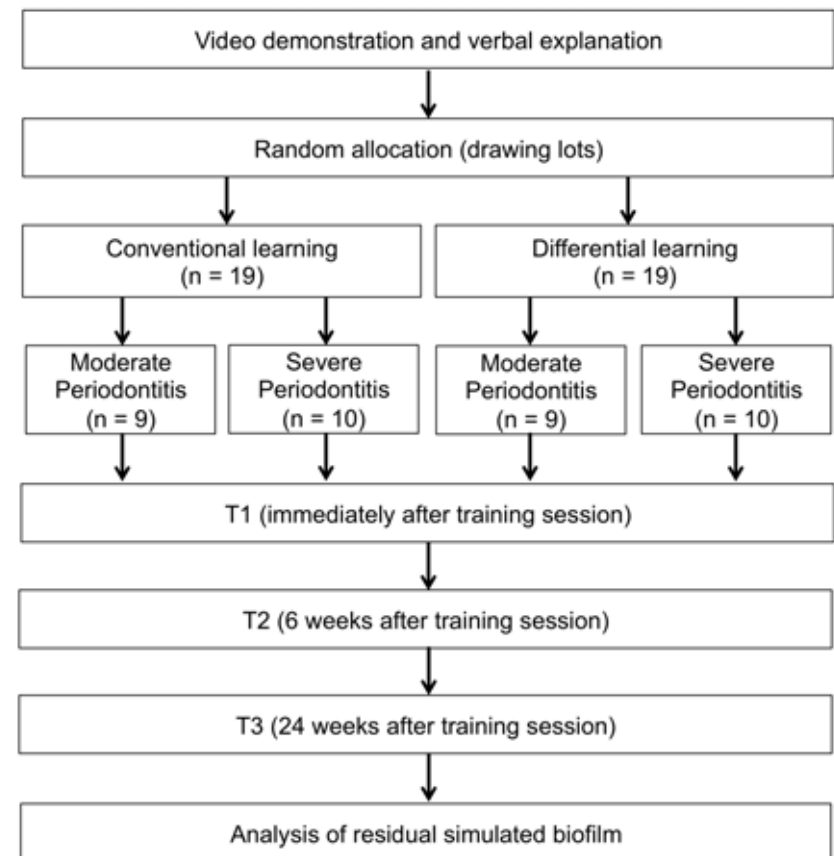 Video demonstration and verbal explanation
Random allocation (drawing lots)
Conventional learning
(n = 19)
Differential learning
(n = 19)
Moderate
Periodontitis
(n = 9)
Severe
Periodontitis
(n = 10)
Moderate
Periodontitis
(n = 9)
Severe
Periodontitis
(n = 10)
T1 (immediately after training session)
T2 (6 weeks after training session)
T3 (24 weeks after training session)
Analysis of residual simulated biofilm